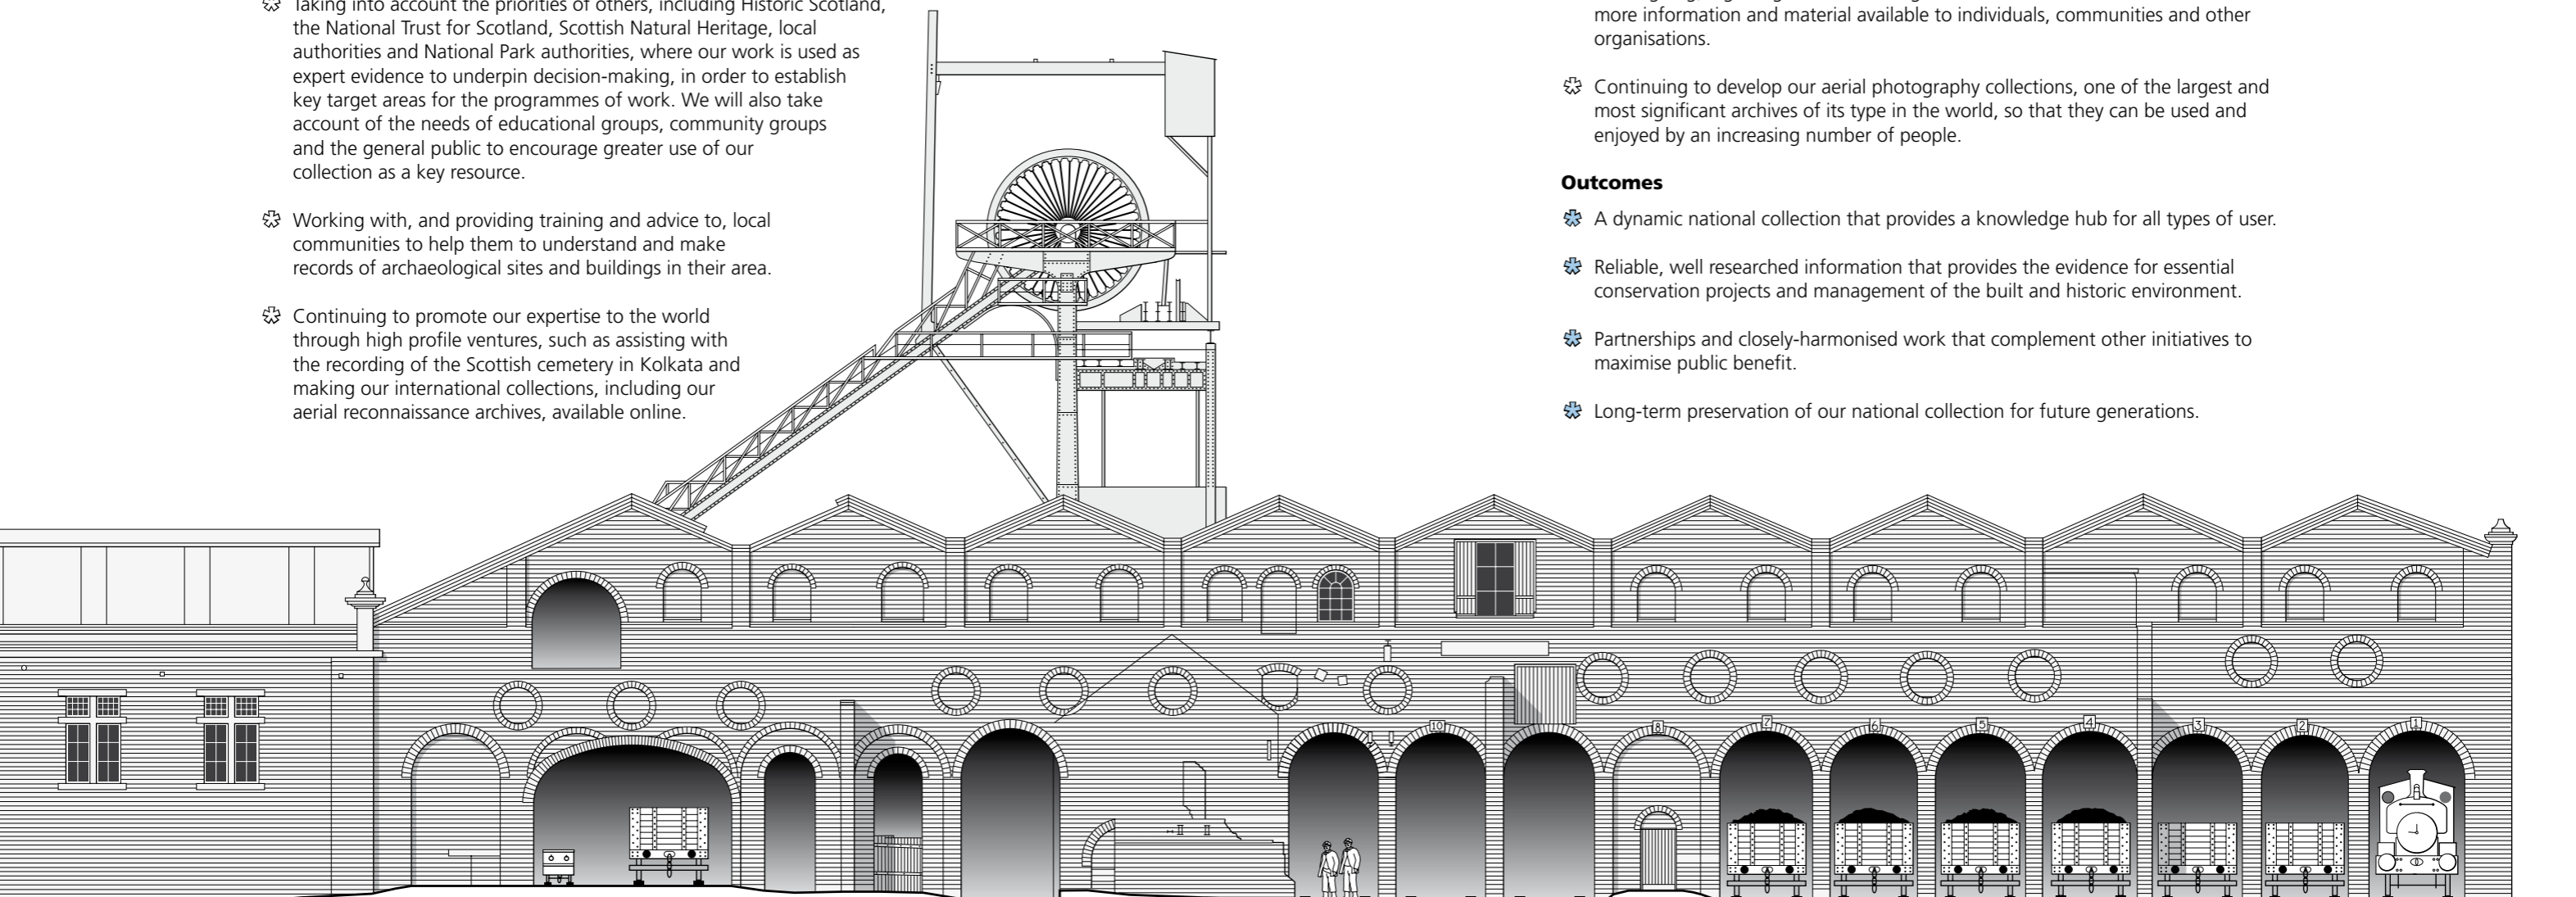 Taking into account the priorities of others, including Historic Scotland,
the National Trust for Scotland, Scottish Natural Heritage, local
authorities and National Park authorities, where our work is used as
expert evidence to underpin decision-making, in order to establish
key target areas for the programmes of work. We will also take
account of the needs of educational groups, community groups
and the general public to encourage greater use of our
collection as a key resource.
Working with, and providing training and advice to, local
communities to help them to understand and make
records of archaeological sites and buildings in their area.
Continuing to promote our expertise to the world
through high profile ventures, such as assisting with
the recording of the Scottish cemetery in Kolkata and
making our international collections, including our
aerial reconnaissance archives, available online.
more information and material available to individuals, communities and other
organisations.
Continuing to develop our aerial photography collections, one of the largest and
most significant archives of its type in the world, so that they can be used and
enjoyed by an increasing number of people.
Outcomes
A dynamic national collection that provides a knowledge hub for all types of user.
Reliable, well researched information that provides the evidence for essential
conservation projects and management of the built and historic environment.
Partnerships and closely-harmonised work that complement other initiatives to
maximise public benefit.
Long-term preservation of our national collection for future generations.
10 8 7 6 5 4 3 2 1